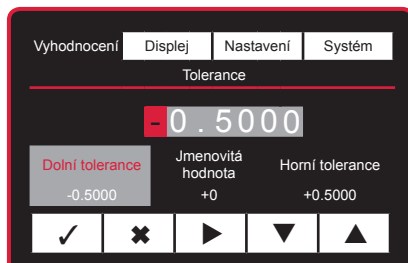 Vyhodnocení Displej Nastavení Systém
Tolerance
-0.5000
Dolní tolerance Jmenovitá hodnota Horní tolerance
-0.5000 +0 +0.5000